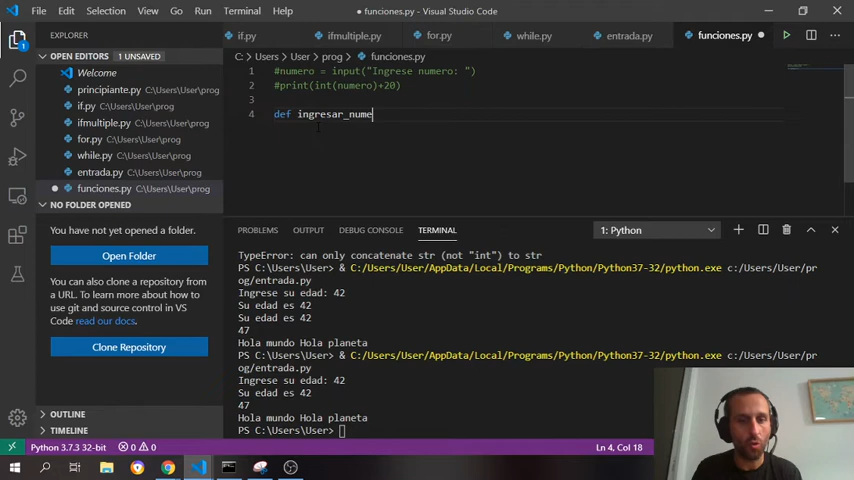 File Edit Selection View Go Run Terminal Help
● funciones.py - Visual Studio Code
EXPLORER
if.py ifmultiple.py for.py while.py entrada.py funciones.py ●
OPEN EDITORS 1 UNSAVED
Welcome
principiante.py C:\Users\User\prog
if.py C:\Users\User\prog
ifmultiple.py C:\Users\User\prog
for.py C:\Users\User\prog
while.py C:\Users\User\prog
entrada.py C:\Users\User\prog
● funciones.py C:\Users\User\prog
NO FOLDER OPENED
You have not yet opened a folder.
Open Folder
You can also clone a repository
from a URL. To learn more about how to
use git and source control in VS
Code read our docs.
Clone Repository
OUTLINE
TIMELINE
C: > Users > User > prog > funciones.py
1 #numero = input("Ingrese numero: ")
2 #print(int(numero)+20)
3
4 def ingresar_nume
PROBLEMS OUTPUT DEBUG CONSOLE TERMINAL 1: Python
TypeError: can only concatenate str (not "int") to str
PS C:\Users\User> & C:/Users/User/AppData/Local/Programs/Python/Python37-32/python.exe c:/Users/User/pr
og/entrada.py
Ingrese su edad: 42
Su edad es 42
Su edad es 42
47
Hola mundo Hola planeta
PS C:\Users\User> & C:/Users/User/AppData/Local/Programs/Python/Python37-32/python.exe c:/Users/User/pr
og/entrada.py
Ingrese su edad: 42
Su edad es 42
47
Hola mundo Hola planeta
PS C:\Users\User>
Python 3.7.3 32-bit 0 0 Ln 4, Col 18